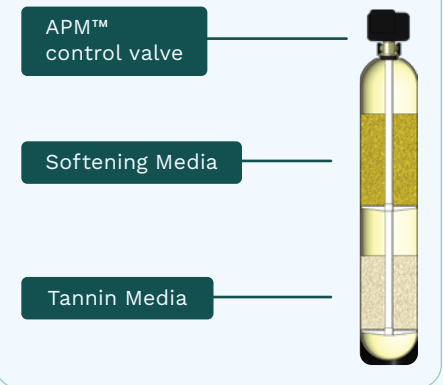 APM™
control valve
Softening Media
Tannin Media